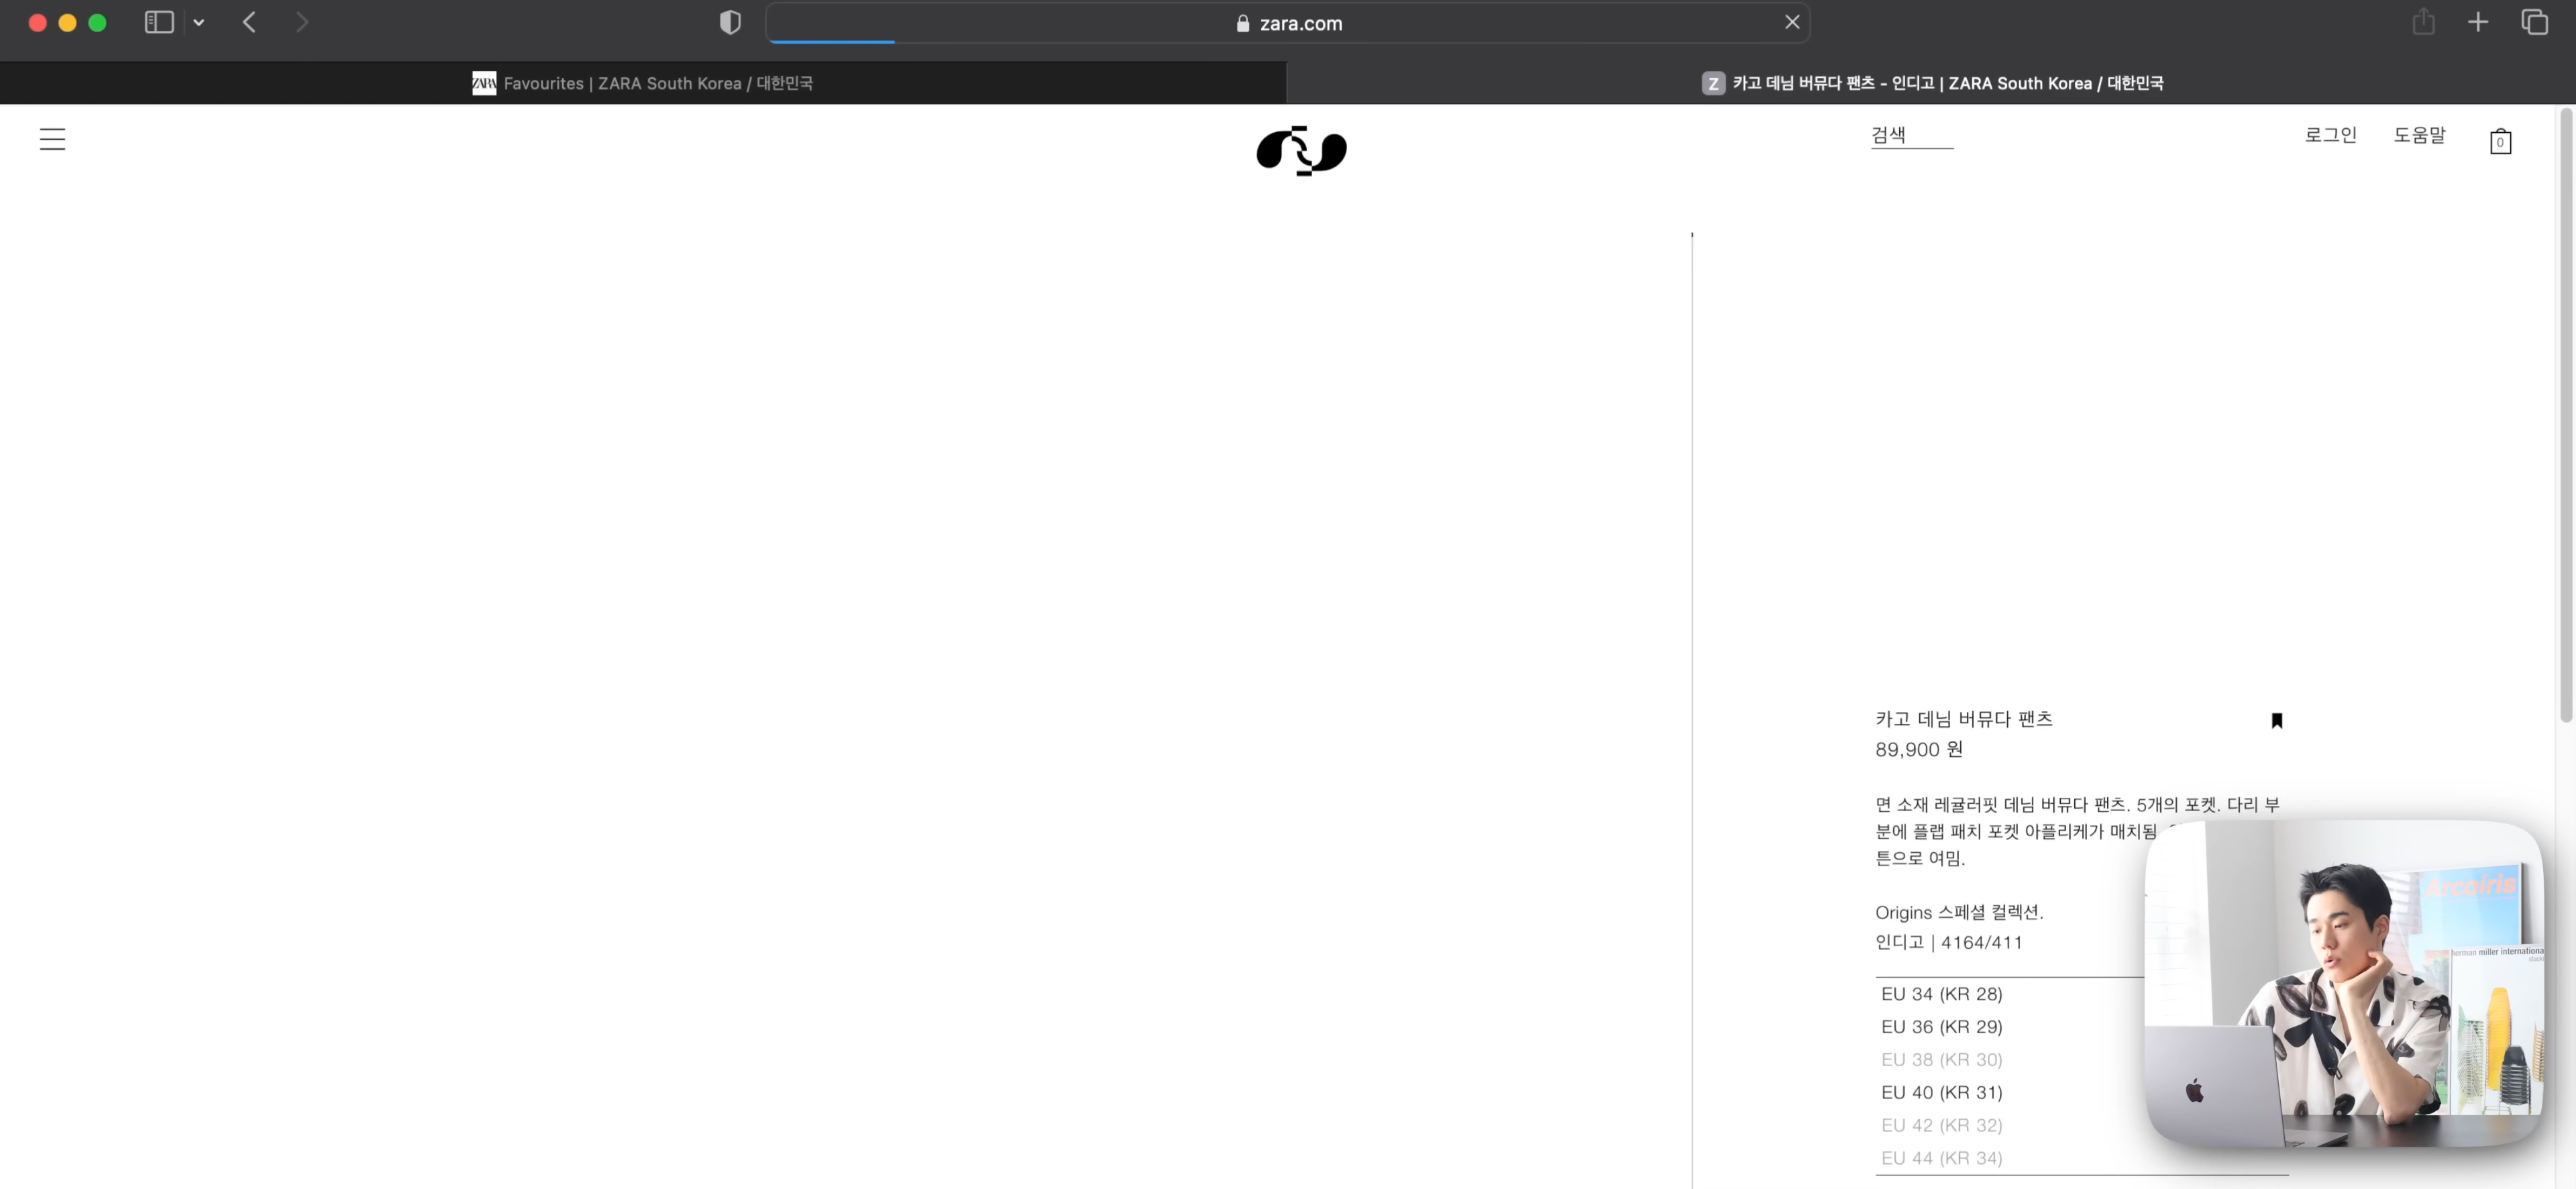 zara.com
ZARA Favourites | ZARA South Korea / 대한민국
Z 카고 데님 버뮤다 팬츠 - 인디고 | ZARA South Korea / 대한민국
검색
로그인
도움말
0
카고 데님 버뮤다 팬츠
89,900 원
면 소재 레귤러핏 데님 버뮤다 팬츠. 5개의 포켓. 다리 부
분에 플랩 패치 포켓 아플리케가 매치됨.
튼으로 여밈.
Origins 스페셜 컬렉션.
인디고 | 4164/411
EU 34 (KR 28)
EU 36 (KR 29)
EU 38 (KR 30)
EU 40 (KR 31)
EU 42 (KR 32)
EU 44 (KR 34)
Arcoíris
herman miller internationa